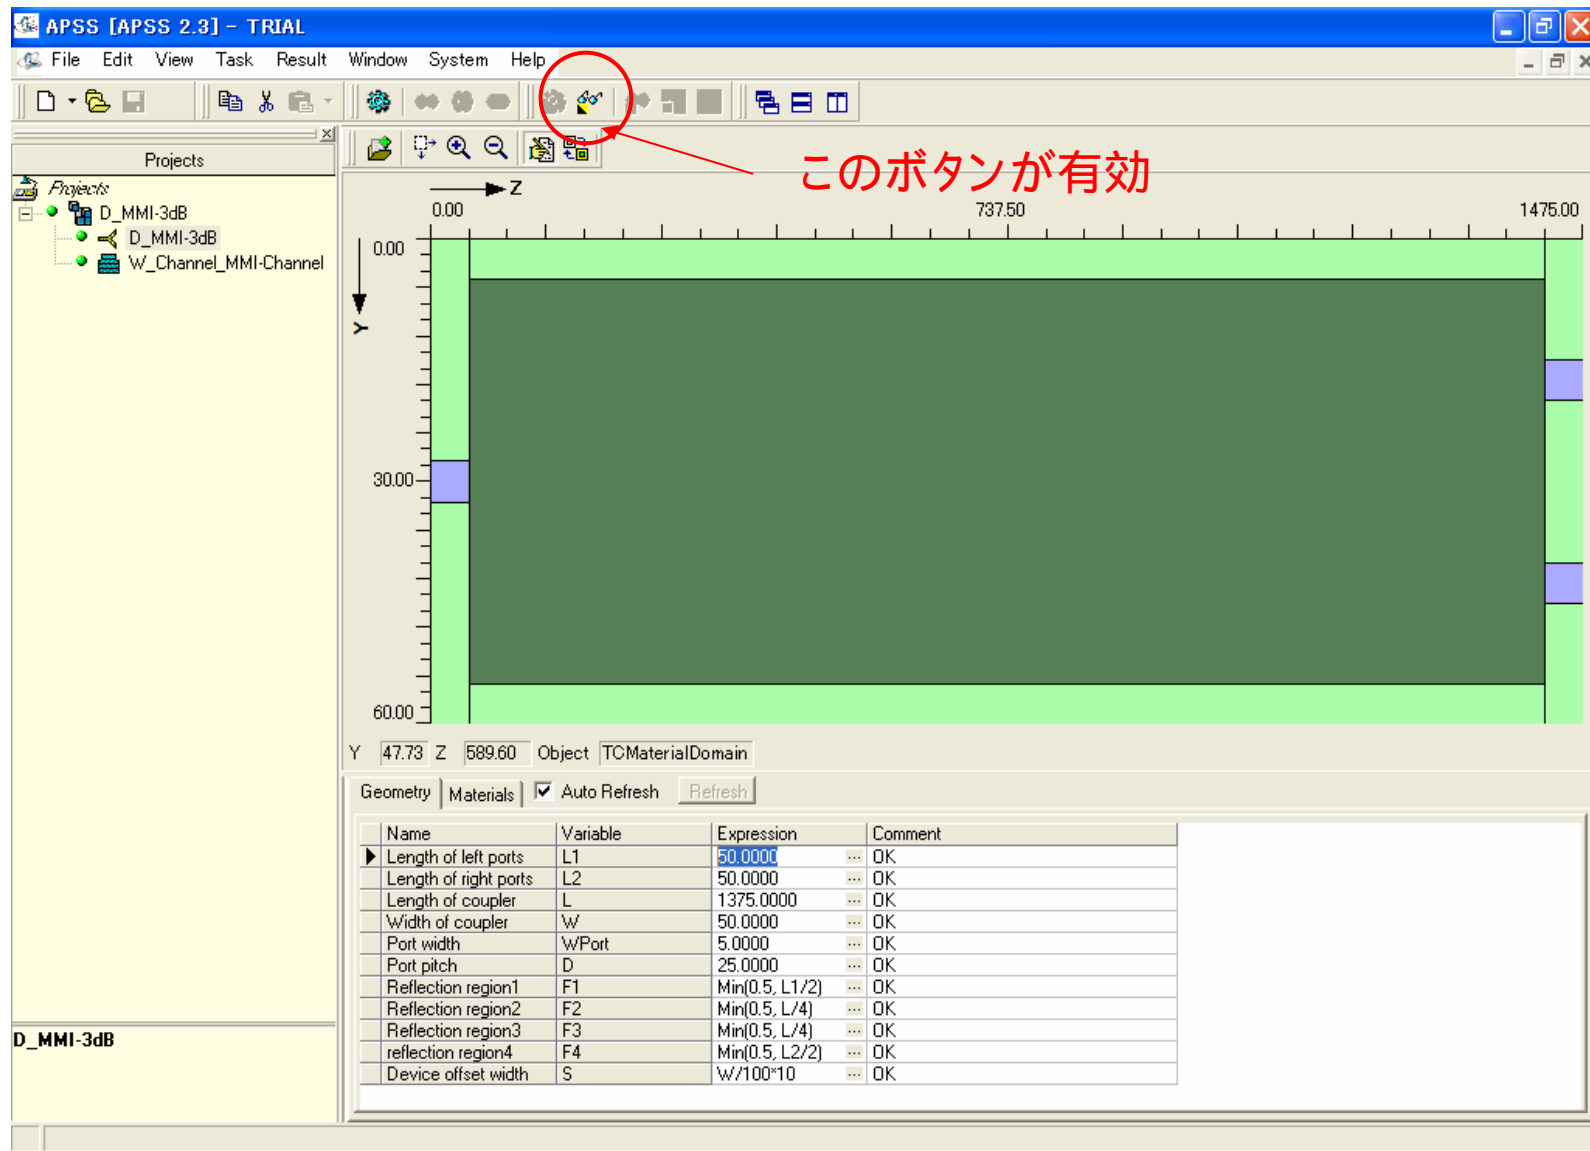 APSS [APSS 2.3] - TRIAL
File Edit View Task Result Window System Help
このボタンが有効
Projects
Projects
D_MMI-3dB
D_MMI-3dB
W_Channel_MMI-Channel
Z
0.00 737.50 1475.00
0.00
Y
30.00
60.00
Y 47.73 Z 589.60 Object TCMaterialDomain
Geometry Materials Auto Refresh Refresh
Name Variable Expression Comment
Length of left ports L1 50.0000 ... OK
Length of right ports L2 50.0000 ... OK
Length of coupler L 1375.0000 ... OK
Width of coupler W 50.0000 ... OK
Port width WPort 5.0000 ... OK
Port pitch D 25.0000 ... OK
Reflection region1 F1 Min(0.5, L1/2) ... OK
Reflection region2 F2 Min(0.5, L/4) ... OK
Reflection region3 F3 Min(0.5, L/4) ... OK
reflection region4 F4 Min(0.5, L2/2) ... OK
Device offset width S W/100*10 ... OK
D_MMI-3dB